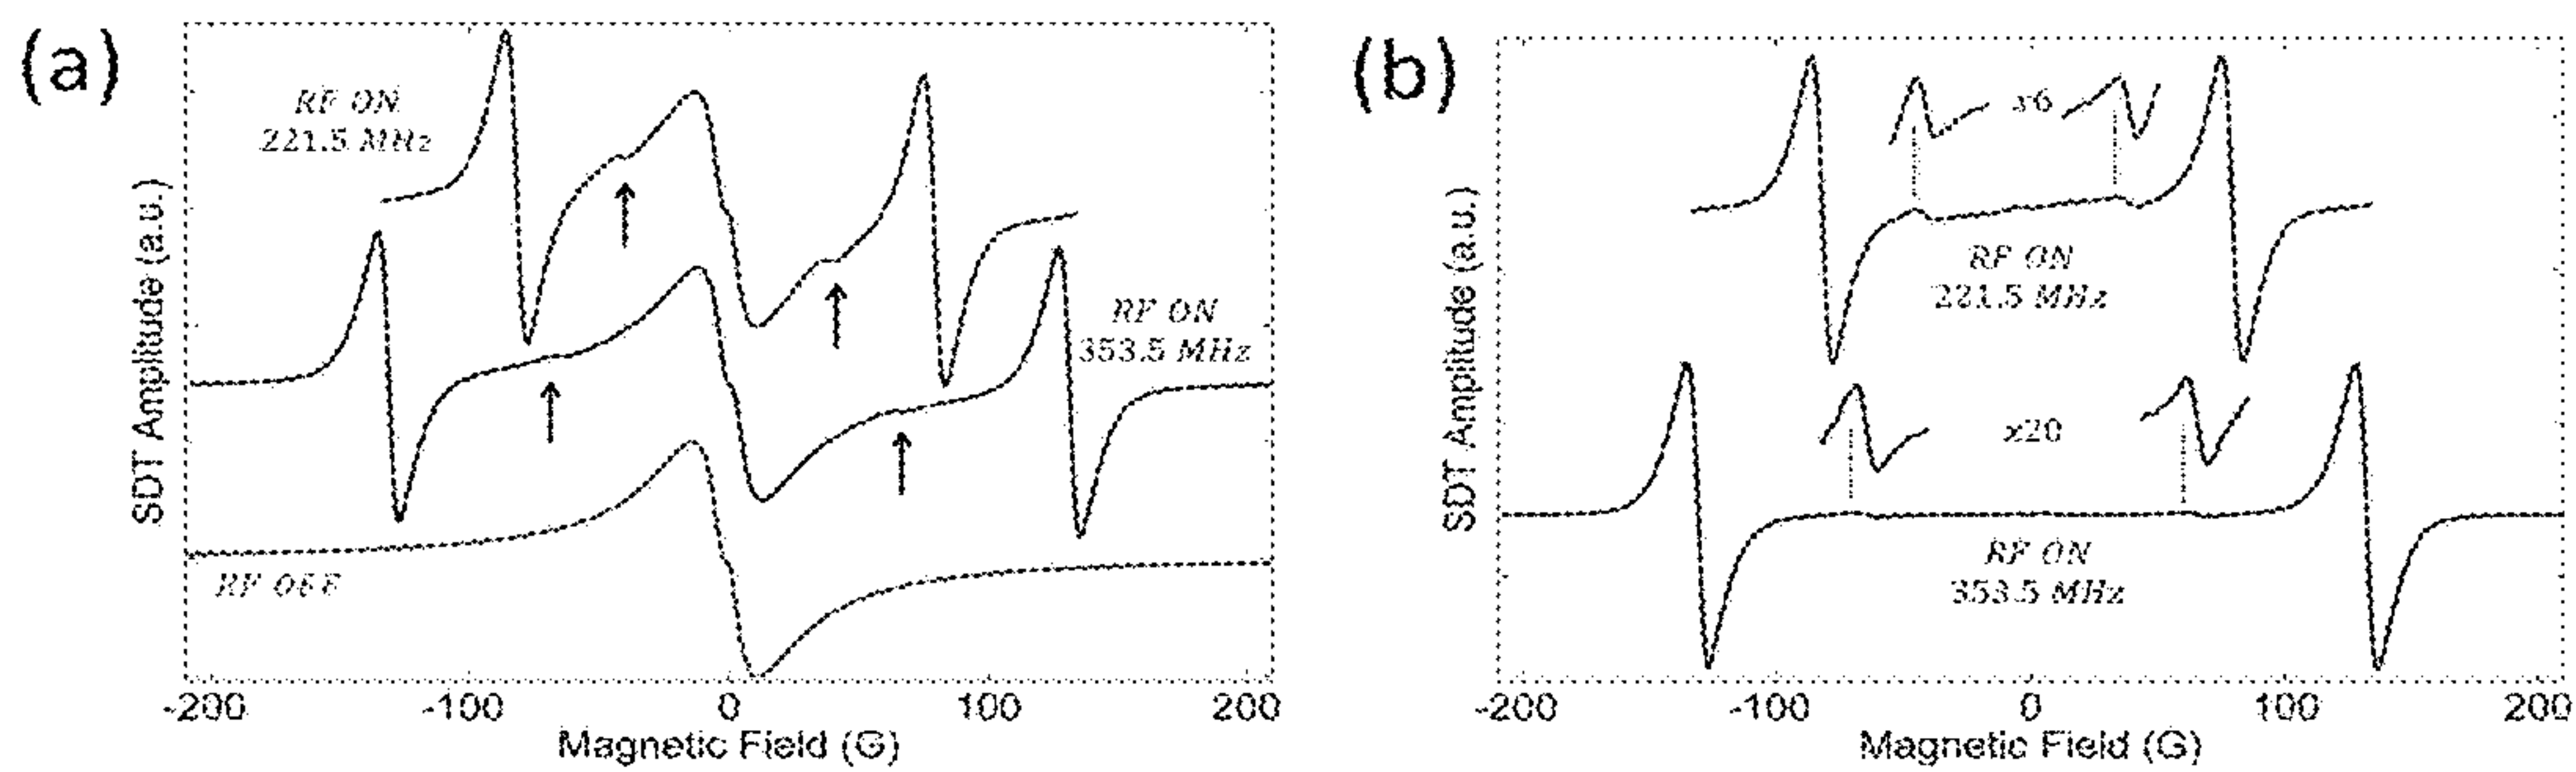 (a)
RF ON
221.5 MHz
RF ON
353.5 MHz
RF OFF
SDT Amplitude (a.u.)
-200
-100
0
100
200
Magnetic Field (G)
(b)
x6
RF ON
221.5 MHz
x20
RF ON
353.5 MHz
SDT Amplitude (a.u.)
-200
-100
0
100
200
Magnetic Field (G)